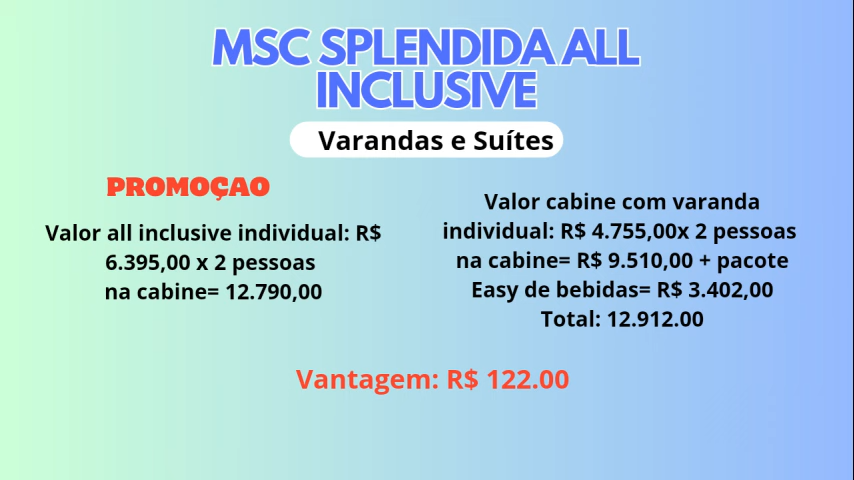 MSC SPLENDIDA ALL
INCLUSIVE
Varandas e Suítes
PROMOÇAO
Valor all inclusive individual: R$
6.395,00 x 2 pessoas
na cabine= 12.790,00
Valor cabine com varanda
individual: R$ 4.755,00x 2 pessoas
na cabine= R$ 9.510,00 + pacote
Easy de bebidas= R$ 3.402,00
Total: 12.912.00
Vantagem: R$ 122.00